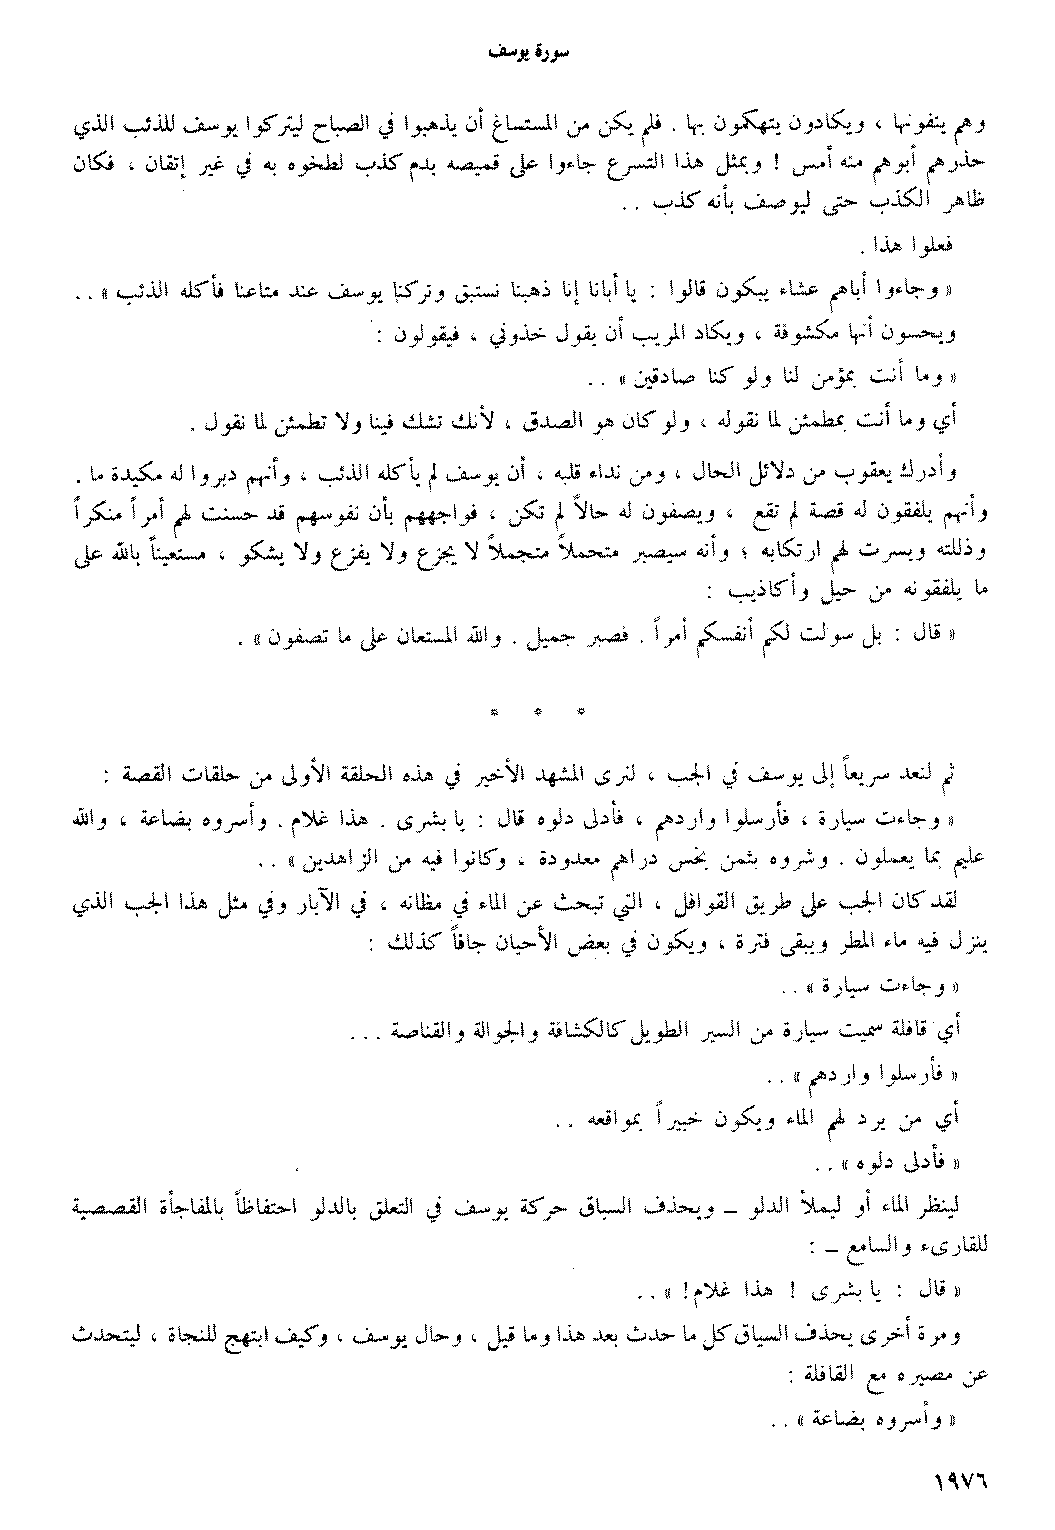 سورة يوسف
وهم ينفونها ، ويكادون يتهكمون بها . فلم يكن من المستساغ أن يذهبوا في الصباح ليتركوا يوسف للذئب الذي
حذرهم أبوهم منه أمس ! وبمثل هذا التسرع جاءوا على قميصه بدم كذب لطخوه به في غير إتقان ، فكان
ظاهر الكذب حتى ليوصف بأنه كذب . .
فعلوا هذا .
« وجاءوا أباهم عشاء يبكون قالوا : يا أبانا إنا ذهبنا نستبق وتركنا يوسف عند متاعنا فأكله الذئب » . .
ويحسون أنها مكشوفة ، ويكاد المريب أن يقول خذوني ، فيقولون :
« وما أنت بمؤمن لنا ولو كنا صادقين » . .
أي وما أنت بمطمئن لما نقوله ، ولو كان هو الصدق ، لأنك تشك فينا ولا تطمئن لما نقول .
وأدرك يعقوب من دلائل الحال ، ومن نداء قلبه ، أن يوسف لم يأكله الذئب ، وأنهم دبروا له مكيدة ما .
وأنهم يلفقون له قصة لم تقع ، ويصفون له حالاً لم تكن ، فواجههم بأن نفوسهم قد حسنت لهم أمراً منكراً
وذللته ويسرت لهم ارتكابه ؛ وأنه سيصبر متحملاً متجملاً لا يجزع ولا يفزع ولا يشكو ، مستعيناً بالله على
ما يلفقونه من حيل وأكاذيب :
« قال : بل سولت لكم أنفسكم أمراً . فصبر جميل . والله المستعان على ما تصفون » .
* * *
ثم لنعد سريعاً إلى يوسف في الجب ، لنرى المشهد الأخير في هذه الحلقة الأولى من حلقات القصة :
« وجاءت سيارة ، فأرسلوا واردهم ، فأدلى دلوه قال : يا بشرى . هذا غلام . وأسروه بضاعة ، والله
عليم بما يعملون . وشروه بثمن بخس دراهم معدودة ، وكانوا فيه من الزاهدين » . .
لقد كان الجب على طريق القوافل ، التي تبحث عن الماء في مظانه ، في الآبار وفي مثل هذا الجب الذي
ينزل فيه ماء المطر ويبقى فترة ، ويكون في بعض الأحيان جافاً كذلك :
« وجاءت سيارة » . .
أي قافلة سميت سيارة من السير الطويل كالكشافة والجوالة والقناصة . . .
« فأرسلوا واردهم » . .
أي من يرد لهم الماء ويكون خبيراً بمواقعه . .
« فأدلى دلوه » . .
لينظر الماء أو ليملأ الدلو – ويحذف السياق حركة يوسف في التعلق بالدلو احتفاظاً بالمفاجأة القصصية
للقارىء والسامع – :
« قال : يا بشرى ! هذا غلام! » . .
ومرة أخرى يحذف السياق كل ما حدث بعد هذا وما قيل ، وحال يوسف ، وكيف ابتهج للنجاة ، ليتحدث
عن مصيره مع القافلة :
« وأسروه بضاعة » . .
١٩٧٦